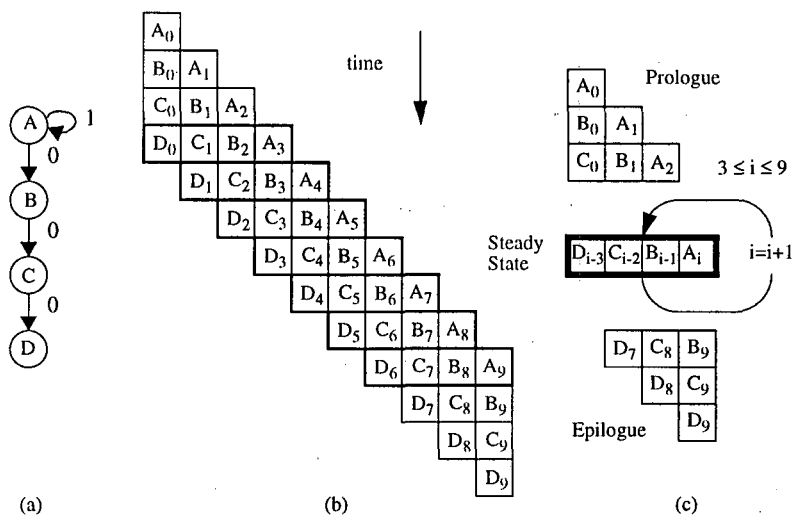 A 1
0
B
0
C
0
D
(a)
time
A0
B0 A1
C0 B1 A2
D0 C1 B2 A3
D1 C2 B3 A4
D2 C3 B4 A5
D3 C4 B5 A6
D4 C5 B6 A7
D5 C6 B7 A8
D6 C7 B8 A9
D7 C8 B9
D8 C9
D9
(b)
Prologue
A0
B0 A1
C0 B1 A2
3 ≤ i ≤ 9
Steady
State
Di-3 Ci-2 Bi-1 Ai
i=i+1
D7 C8 B9
D8 C9
D9
Epilogue
(c)